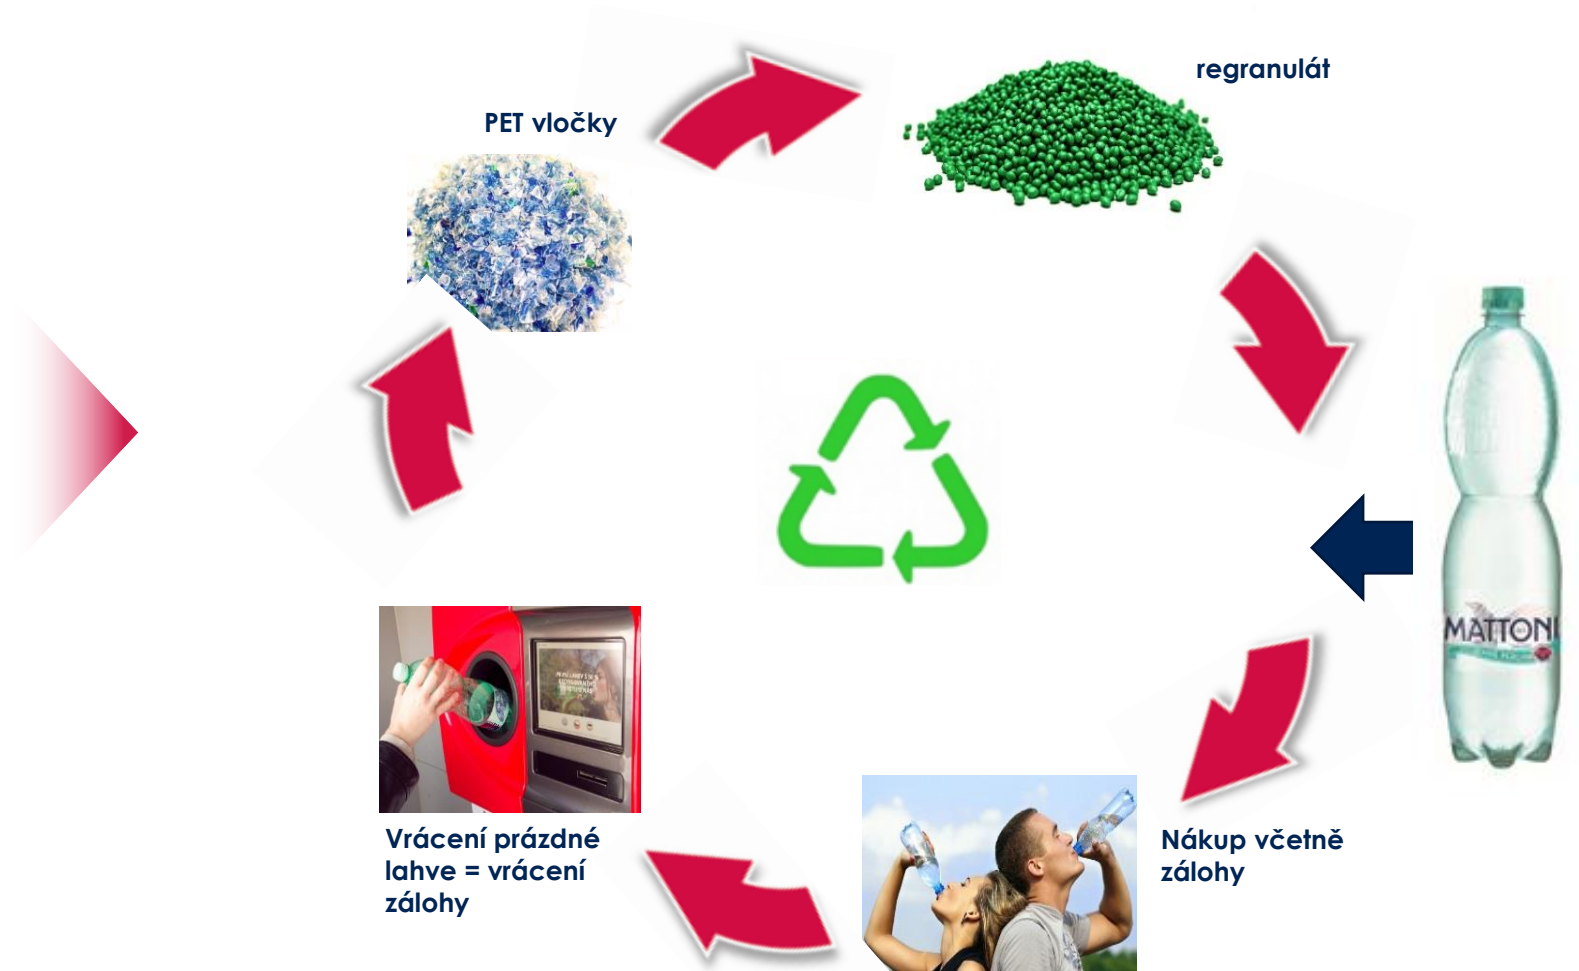 regranulát
PET vločky
MATTONI
Nákup včetně
zálohy
Vrácení prázdné
lahve = vrácení
zálohy